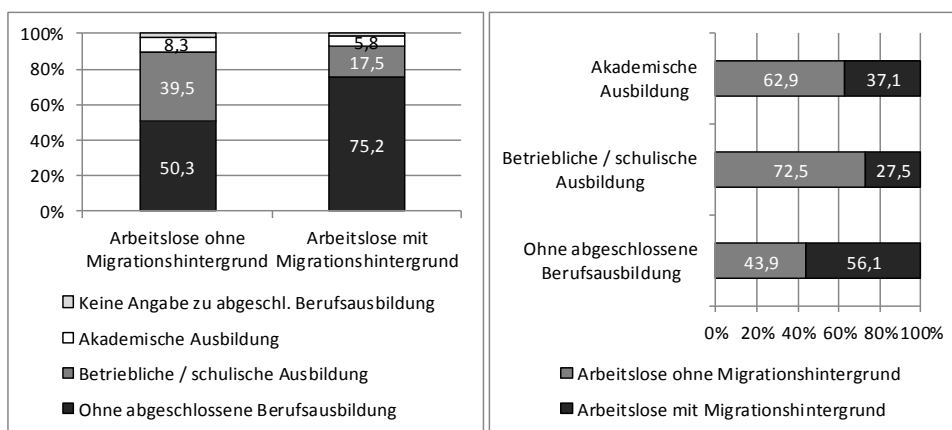 100%
80%
60%
40%
20%
0%
8,3
39,5
50,3
5,8
17,5
75,2
Arbeitslose ohne
Migrationshintergrund
Arbeitslose mit
Migrationshintergrund
Keine Angabe zu abgeschl. Berufsausbildung
Akademische Ausbildung
Betriebliche / schulische Ausbildung
Ohne abgeschlossene Berufsausbildung
Akademische
Ausbildung
62,9 37,1
Betriebliche / schulische
Ausbildung
72,5 27,5
Ohne abgeschlossene
Berufsausbildung
43,9 56,1
0% 20% 40% 60% 80% 100%
Arbeitslose ohne Migrationshintergrund
Arbeitslose mit Migrationshintergrund